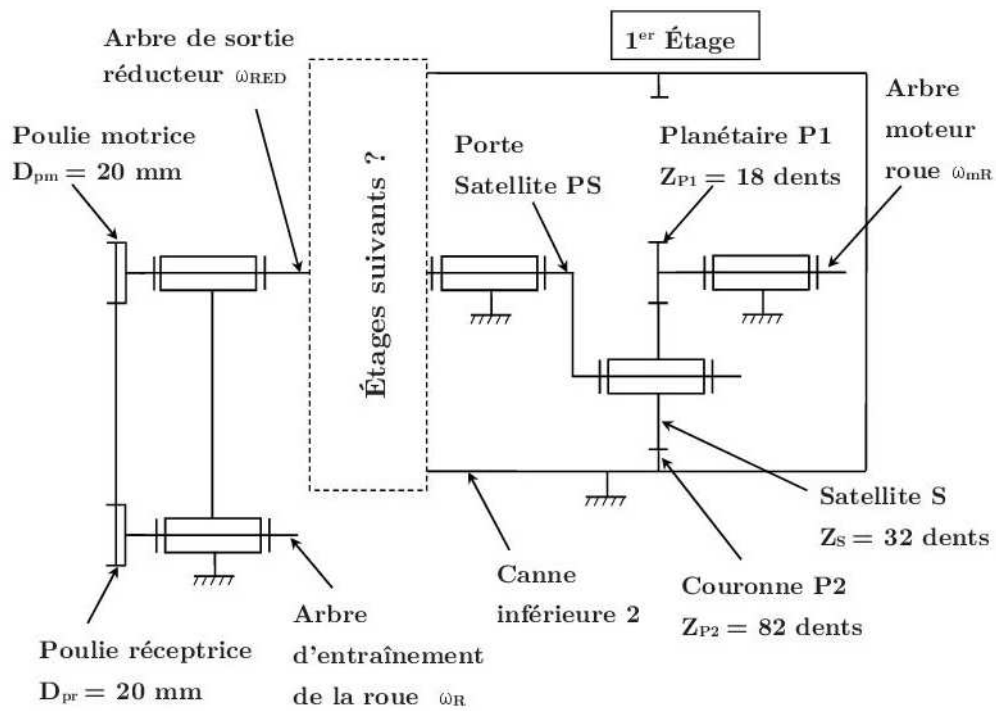 1er Étage
Arbre de sortie
réducteur ωRED
Arbre
moteur
roue ωmR
Poulie motrice
Dpm = 20 mm
Planétaire P1
ZP1 = 18 dents
Porte
Satellite PS
Étages suivants ?
Satellite S
ZS = 32 dents
Canne
inférieure 2
Couronne P2
ZP2 = 82 dents
Arbre
d'entraînement
de la roue ωR
Poulie réceptrice
Dpr = 20 mm